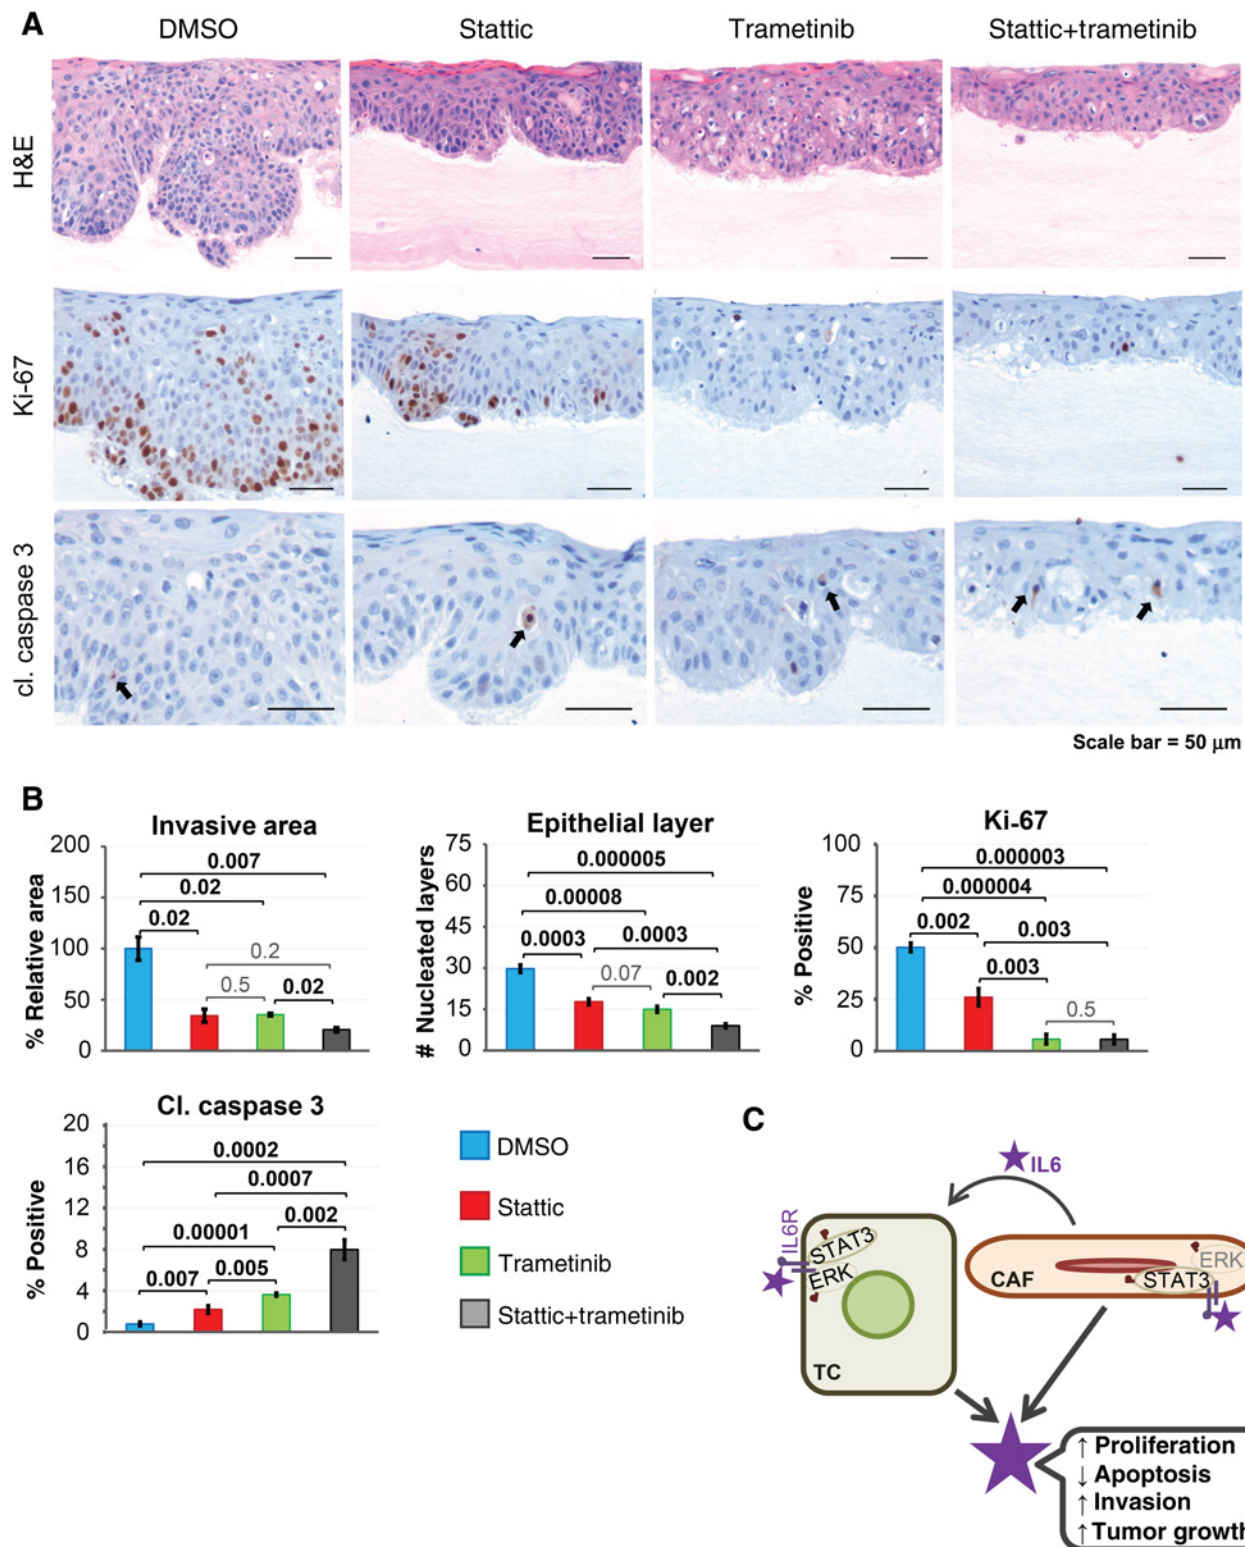 A
DMSO
Stattic
Trametinib
Stattic+trametinib
H&E
Ki-67
cl. caspase 3
Scale bar = 50 μm
B
Invasive area
% Relative area
200
150
100
50
0
0.007
0.02
0.02
0.2
0.5
0.02
Epithelial layer
# Nucleated layers
75
60
45
30
15
0
0.000005
0.00008
0.0003
0.0003
0.07
0.002
Ki-67
% Positive
100
75
50
25
0
0.000003
0.000004
0.002
0.003
0.003
0.5
Cl. caspase 3
% Positive
20
16
12
8
4
0
0.0002
0.0007
0.00001
0.002
0.007
0.005
DMSO
Stattic
Trametinib
Stattic+trametinib
C
IL6
IL6R
STAT3
ERK
TC
CAF
ERK
STAT3
↑ Proliferation
↓ Apoptosis
↑ Invasion
↑ Tumor growth